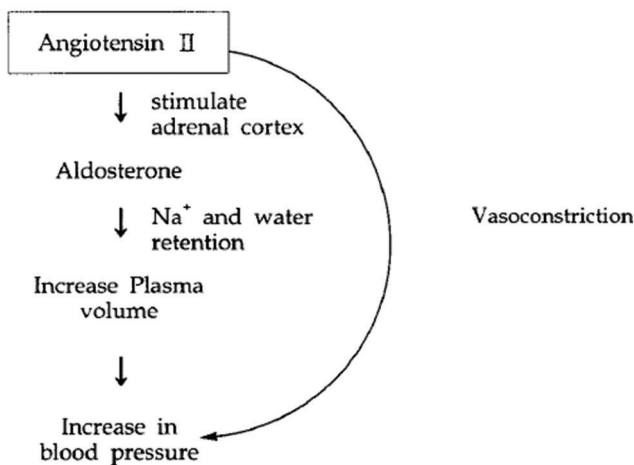 Angiotensin II
stimulate
adrenal cortex
Aldosterone
Na⁺ and water
retention
Vasoconstriction
Increase Plasma
volume
Increase in
blood pressure